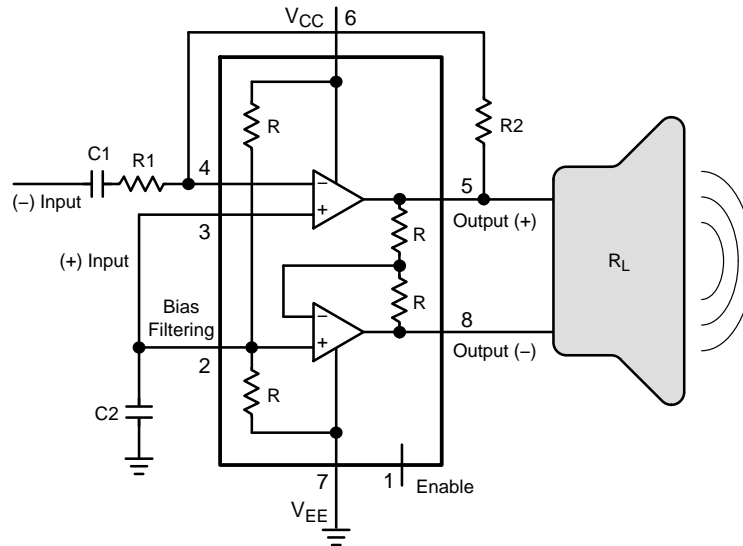 VCC 6
C1 R1
R
R2
4
−
5
(−) Input
+
Output (+)
3
R
(+) Input
RL
R
Bias
Filtering
−
8
+
Output (−)
2
R
C2
7
1
Enable
VEE